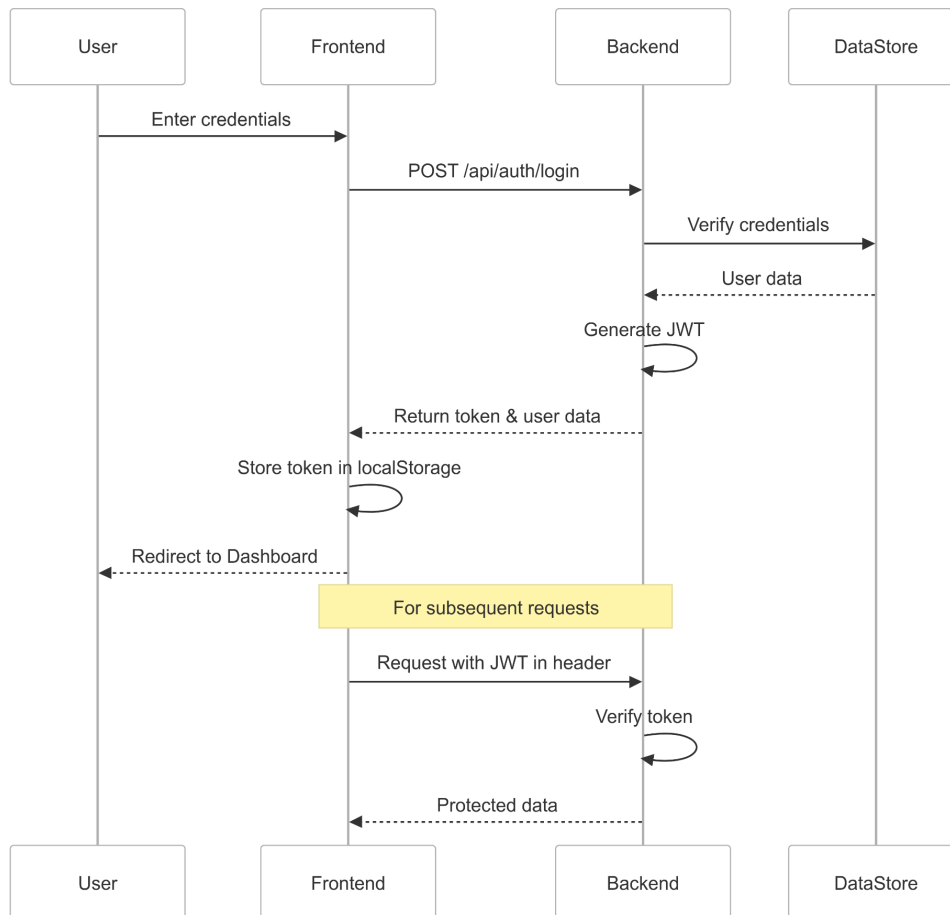 User
Frontend
Backend
DataStore
Enter credentials
POST /api/auth/login
Verify credentials
User data
Generate JWT
Return token & user data
Store token in localStorage
Redirect to Dashboard
For subsequent requests
Request with JWT in header
Verify token
Protected data
User
Frontend
Backend
DataStore